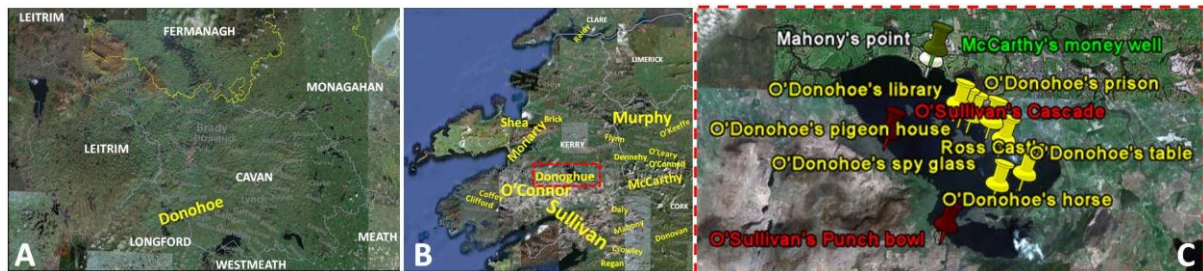 LEITRIM
FERMANAGH
MONAGAHAN
Brady
LEITRIM
CAVAN
Lynch
Donohoe
LONGFORD
MEATH
WESTMEATH
A
CLARE
Reidy
LIMERICK
Shea
Brick
Moriarty
Murphy
O'Keeffe
Flynn
KERRY
Dennehy
O'Leary
O'Connell
Donoghue
McCarthy
O'Connor
Coffey
Clifford
Sullivan
Daly
CORK
Mahony
Donovan
Crowley
Regan
B
Mahony's point
McCarthy's money well
O'Donohoe's library
O'Donohoe's prison
O'Sullivan's Cascade
O'Donohoe's pigeon house
Ross Castle
O'Donohoe's table
O'Donohoe's spy glass
O'Donohoe's horse
O'Sullivan's Punch bowl
C